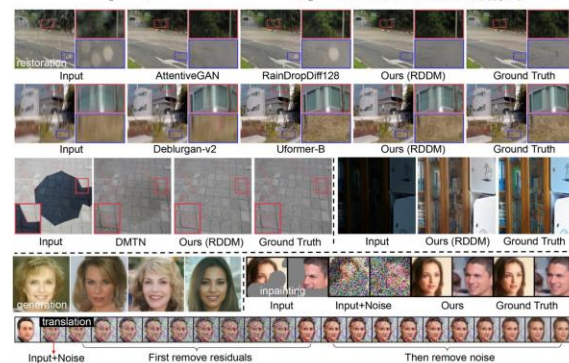 restoration
Input AttentiveGAN RainDropDiff128 Ours (RDDM) Ground Truth
Input Deblurgan-v2 Uformer-B Ours (RDDM) Ground Truth
Input DMTN Ours (RDDM) Ground Truth Input Ours (RDDM) Ground Truth
generation
inpainting
Input Input+Noise Ours Ground Truth
translation
Input+Noise First remove residuals Then remove noise